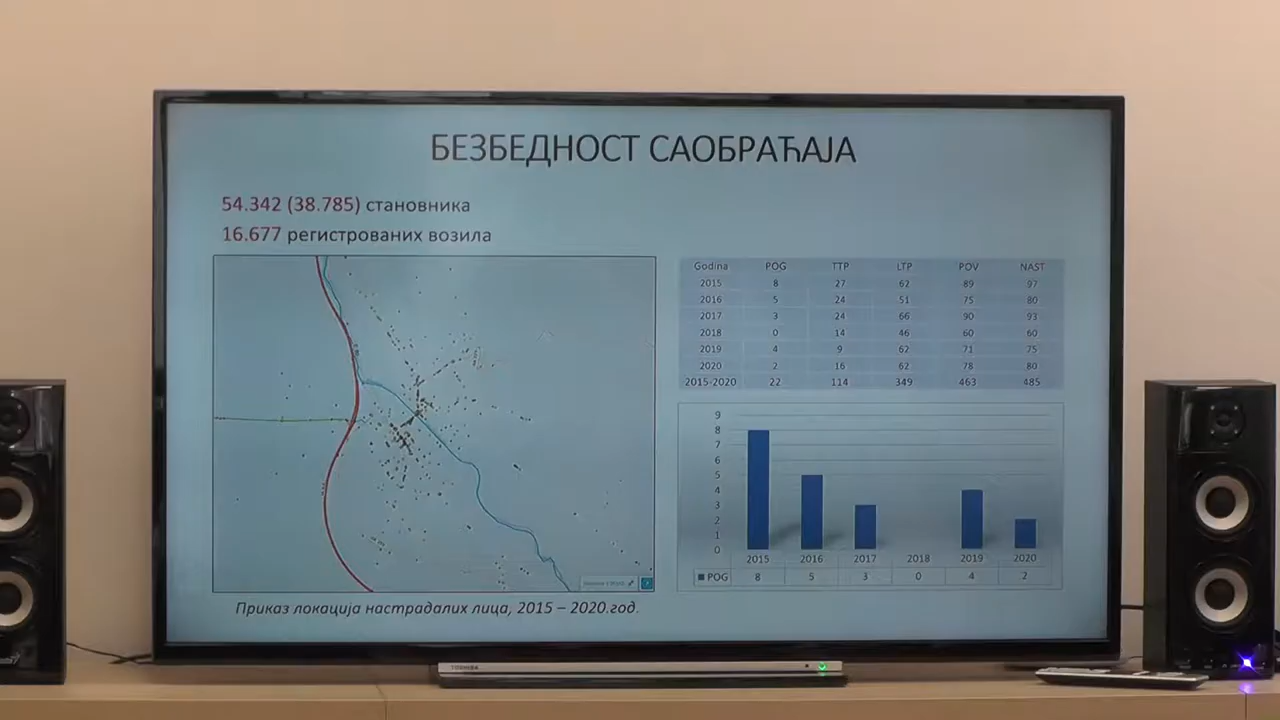 БЕЗБЕДНОСТ САОБРАЋАЈА
54.342 (38.785) становника
16.677 регистрованих возила
Godina POG TTP LTP POV NAST
2015 8 27 62 89 97
2016 5 24 51 75 80
2017 3 24 66 90 93
2018 0 14 46 60 60
2019 4 9 62 71 75
2020 2 16 62 78 80
2015-2020 22 114 349 463 485
9
8
7
6
5
4
3
2
1
0
2015 2016 2017 2018 2019 2020
POG 8 5 3 0 4 2
Приказ локација настрадалих лица, 2015 – 2020.год.
TOSHIBA